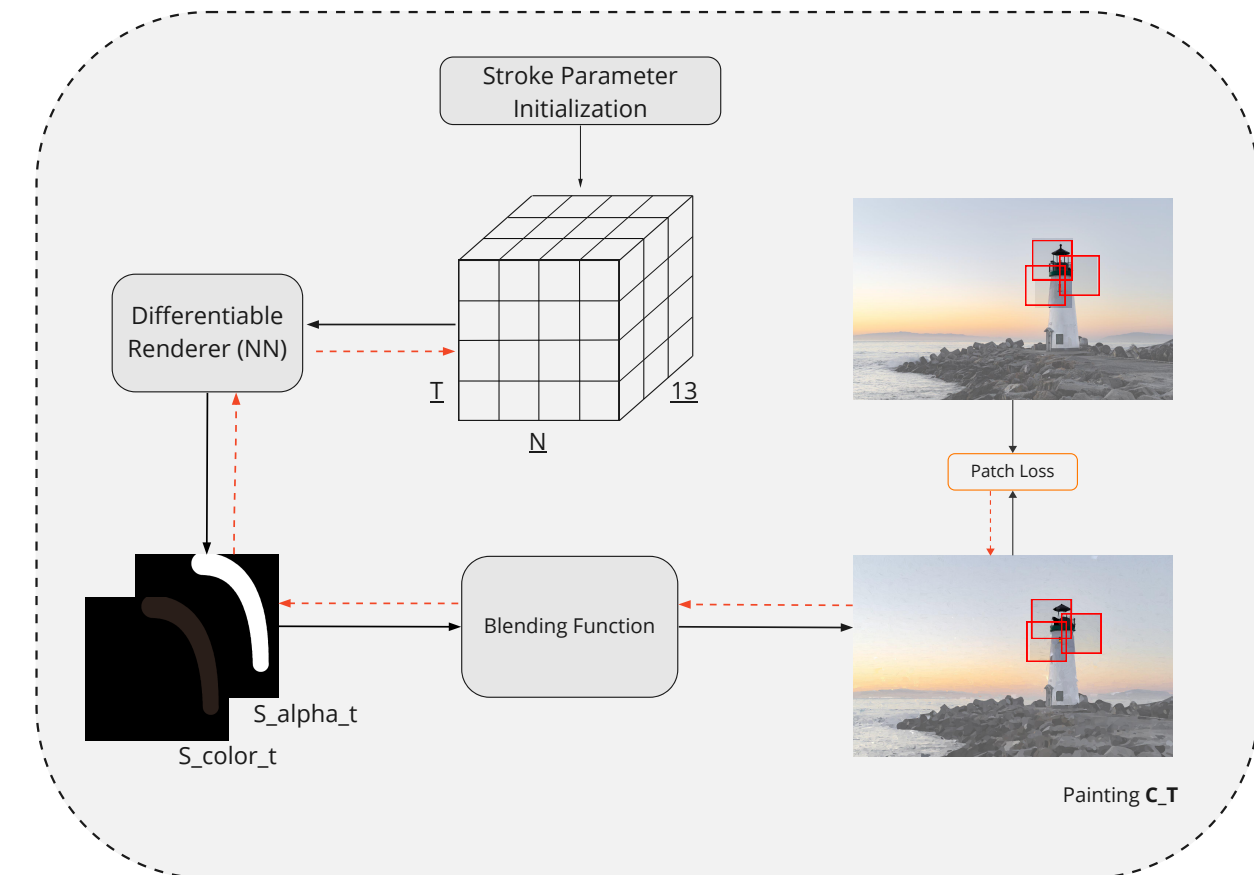 Stroke Parameter
Initialization
Differentiable
Renderer (NN)
T
13
N
Patch Loss
Blending Function
S_alpha_t
S_color_t
Painting C_T